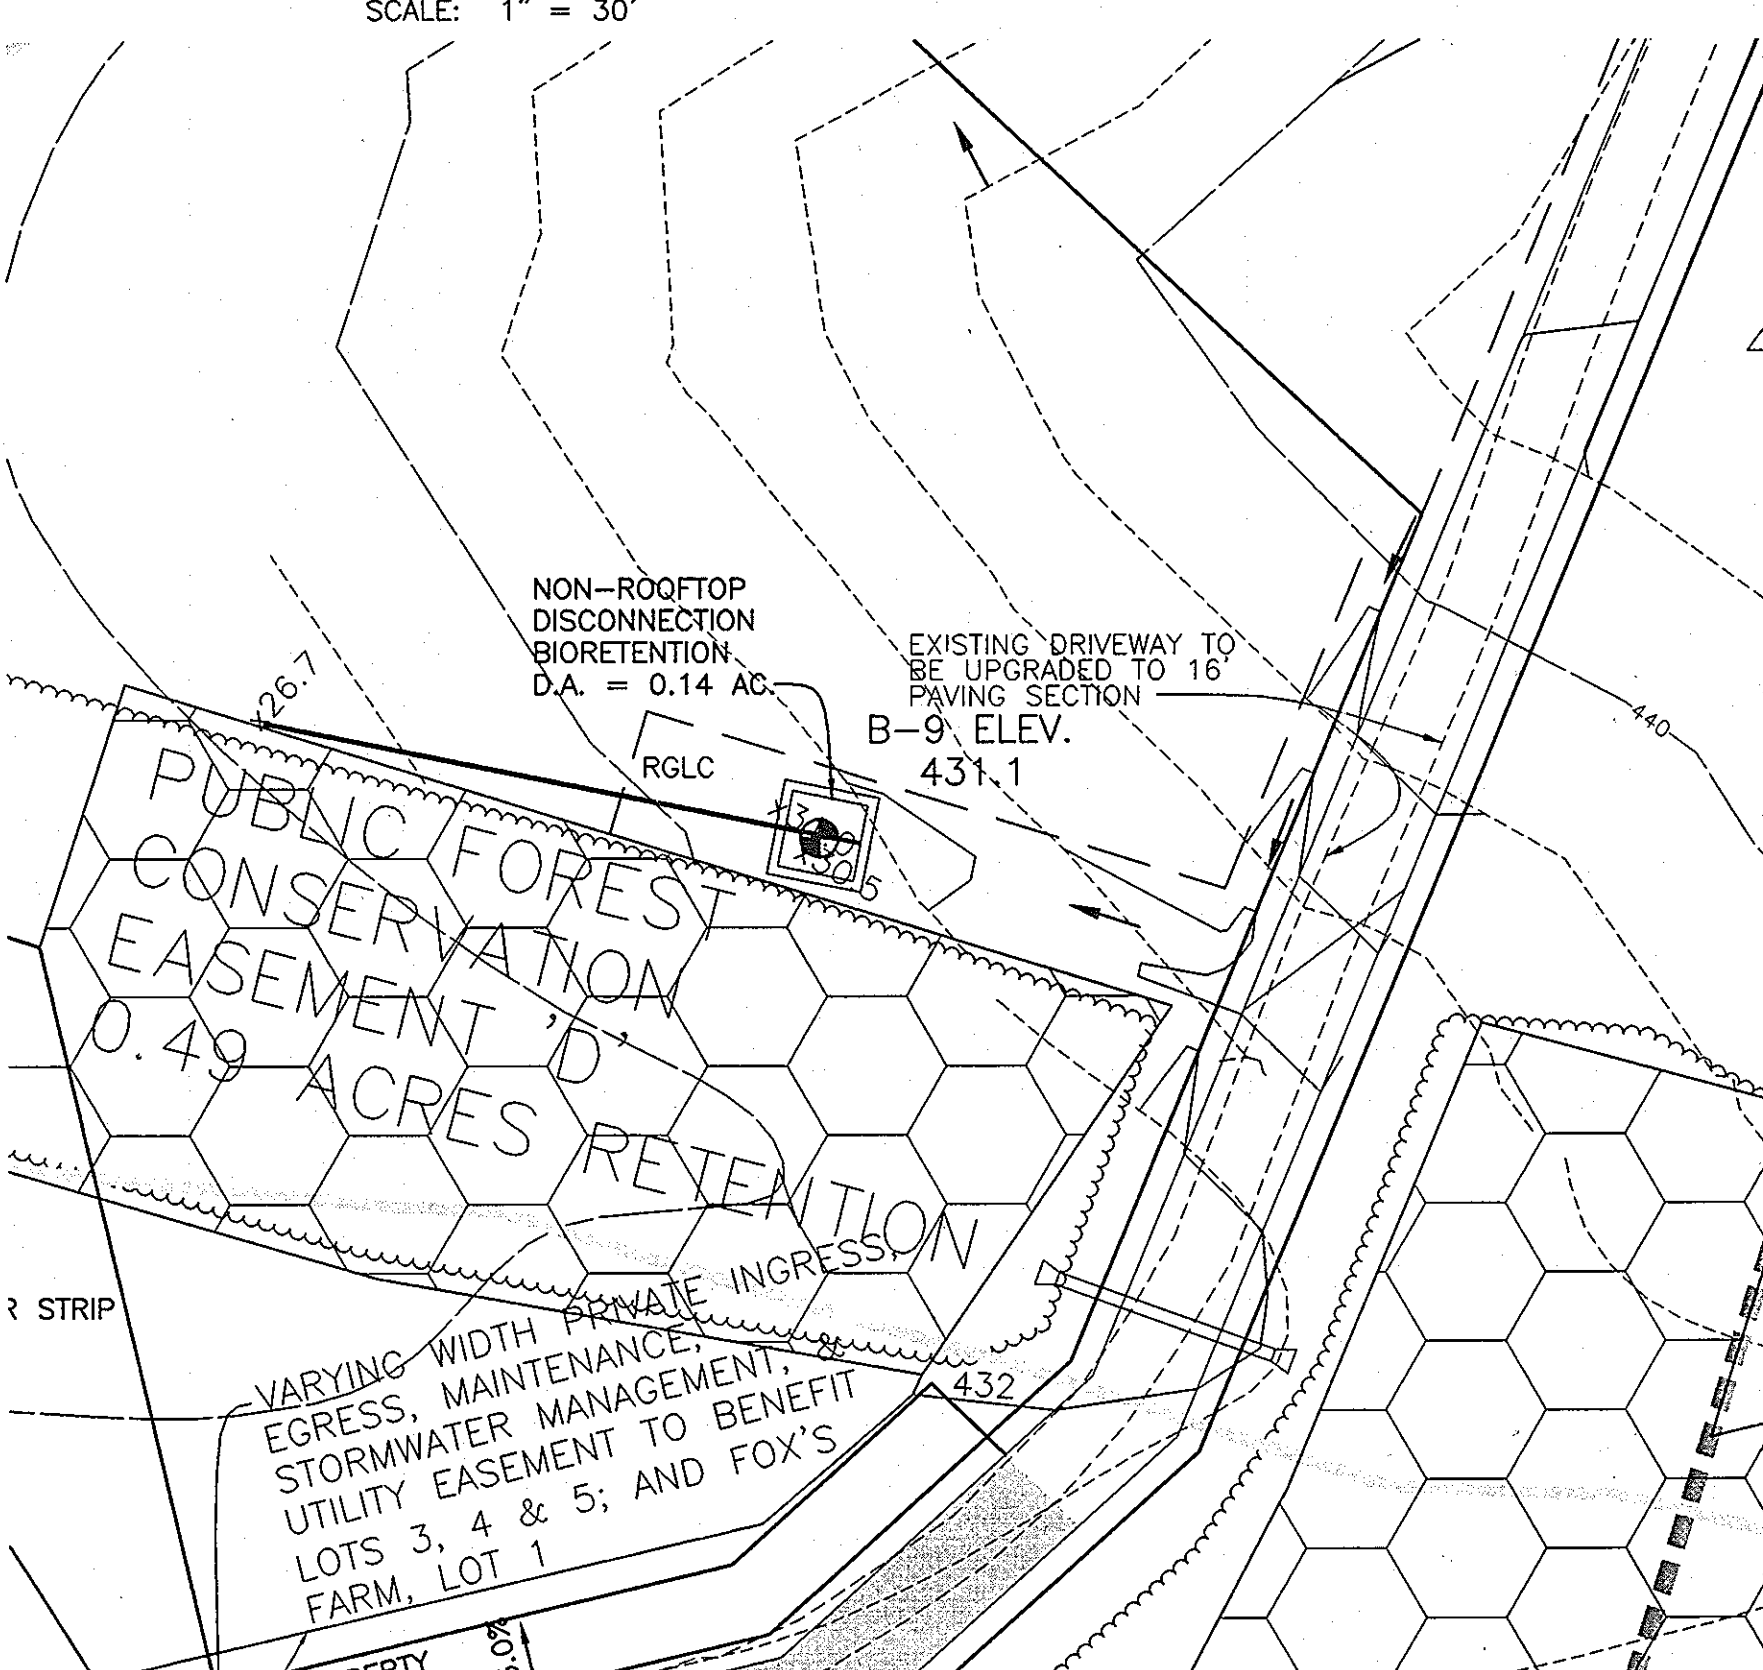 SCALE: 1" = 30'
NON-ROOFTOP
DISCONNECTION
BIORETENTION
D.A. = 0.14 AC.
EXISTING DRIVEWAY TO
BE UPGRADED TO 16'
PAVING SECTION
B-9 ELEV.
431.1
440
X26.7
RGLC
PUBLIC FOREST
CONSERVATION
EASEMENT 'D'
0.49 ACRES RETENTION
R STRIP
VARYING WIDTH PRIVATE INGRESS,
EGRESS, MAINTENANCE,
STORMWATER MANAGEMENT, &
UTILITY EASEMENT TO BENEFIT
LOTS 3, 4 & 5; AND FOX'S
FARM, LOT 1
432